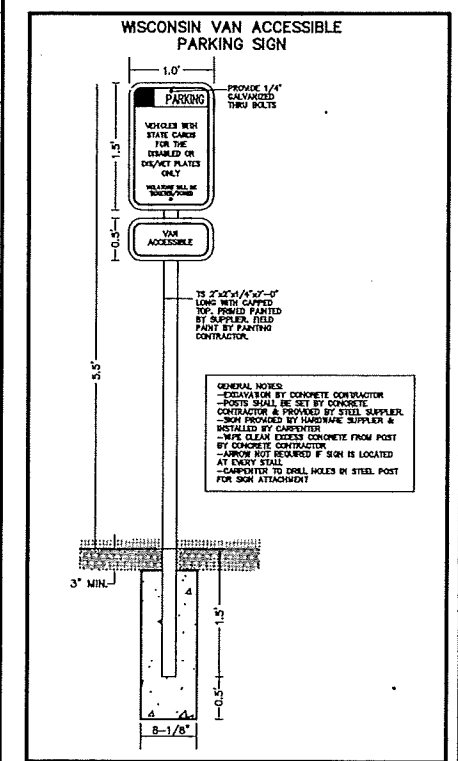 WISCONSIN VAN ACCESSIBLE
PARKING SIGN
1.0'
PROVIDE 1/4"
GALVANIZED
THRU BOLTS
PARKING
VEHICLES WITH
STATE CARDS
FOR THE
DISABLED OR
DIS/VET PLATES
ONLY
VIOLATORS WILL BE
TICKETED/TOWED
1.5'
0.5'
VAN
ACCESSIBLE
TS 2"x2"x1/4"x7'-0"
LONG WITH CAPPED
TOP. PRIMED PAINTED
BY SUPPLIER. FIELD
PAINT BY PAINTING
CONTRACTOR.
5.5'
GENERAL NOTES:
-EXCAVATION BY CONCRETE CONTRACTOR
-POSTS SHALL BE SET BY CONCRETE
CONTRACTOR & PROVIDED BY STEEL SUPPLIER.
-SIGN PROVIDED BY HARDWARE SUPPLIER &
INSTALLED BY CARPENTER
-WIPE CLEAN EXCESS CONCRETE FROM POST
BY CONCRETE CONTRACTOR
-ARROW NOT REQUIRED IF SIGN IS LOCATED
AT EVERY STALL
-CARPENTER TO DRILL HOLES IN STEEL POST
FOR SIGN ATTACHMENT
3" MIN.
1.5'
0.5'
8-1/8"